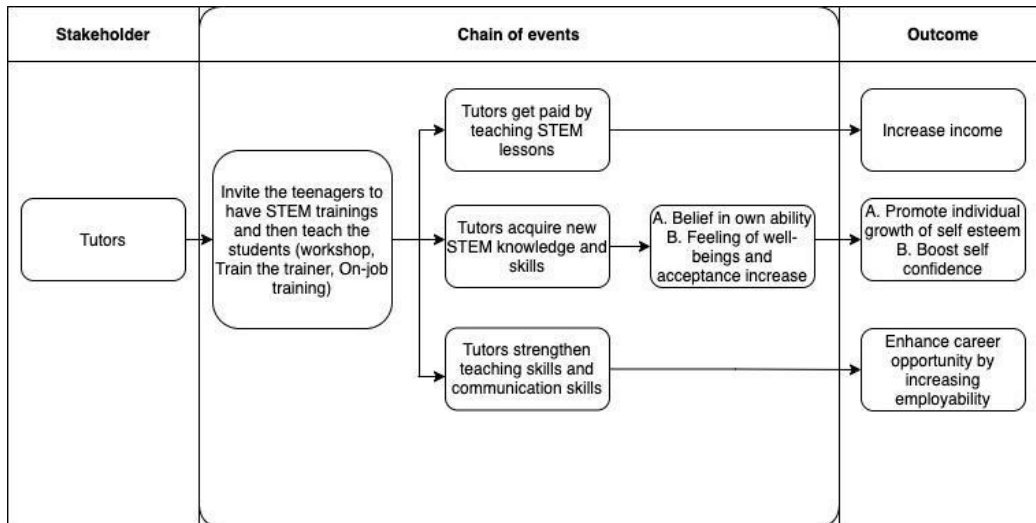 Stakeholder
Chain of events
Outcome
Tutors
Invite the teenagers to
have STEM trainings
and then teach the
students (workshop,
Train the trainer, On-job
training)
Tutors get paid by
teaching STEM
lessons
Increase income
Tutors acquire new
STEM knowledge and
skills
A. Belief in own ability
B. Feeling of well-
beings and
acceptance increase
A. Promote individual
growth of self esteem
B. Boost self
confidence
Tutors strengthen
teaching skills and
communication skills
Enhance career
opportunity by
increasing
employability